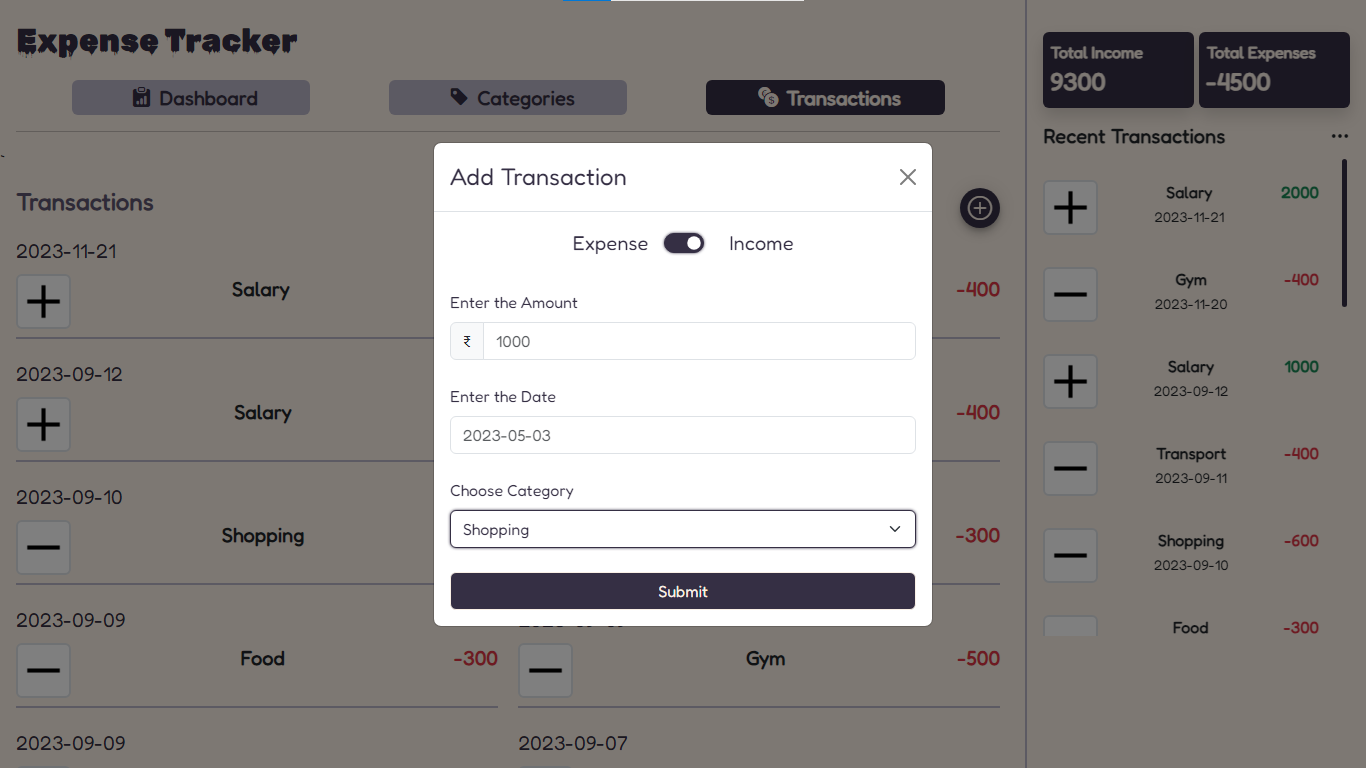 Expense Tracker
Dashboard
Categories
Transactions
Transactions
2023-11-21
Salary
-400
2023-09-12
Salary
-400
2023-09-10
Shopping
-300
2023-09-09
Food
-300
Gym
-500
2023-09-09
2023-09-07
Add Transaction
Expense
Income
Enter the Amount
₹
1000
Enter the Date
2023-05-03
Choose Category
Shopping
Submit
Total Income
9300
Total Expenses
-4500
Recent Transactions
Salary
2000
2023-11-21
Gym
-400
2023-11-20
Salary
1000
2023-09-12
Transport
-400
2023-09-11
Shopping
-600
2023-09-10
Food
-300